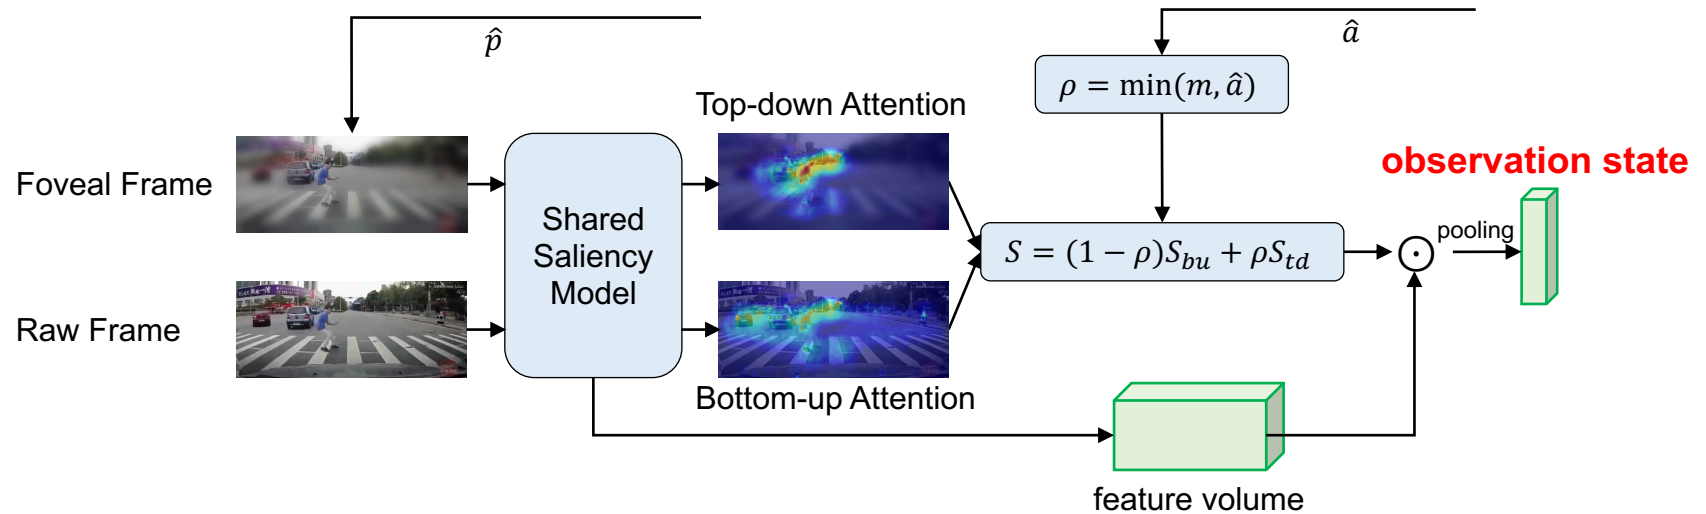 p̂
â
ρ = min(m, â)
Top-down Attention
observation state
Foveal Frame
Shared
Saliency
Model
S = (1 − ρ)S_bu + ρS_td
pooling
Raw Frame
Bottom-up Attention
feature volume